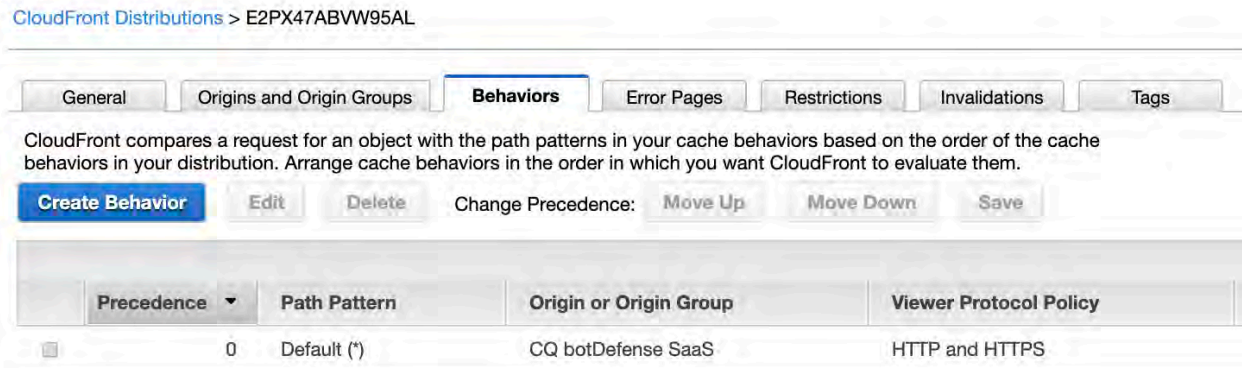 CloudFront Distributions > E2PX47ABVW95AL
General Origins and Origin Groups Behaviors Error Pages Restrictions Invalidations Tags
CloudFront compares a request for an object with the path patterns in your cache behaviors based on the order of the cache
behaviors in your distribution. Arrange cache behaviors in the order in which you want CloudFront to evaluate them.
Create Behavior Edit Delete Change Precedence: Move Up Move Down Save
Precedence Path Pattern Origin or Origin Group Viewer Protocol Policy
0 Default (*) CQ botDefense SaaS HTTP and HTTPS